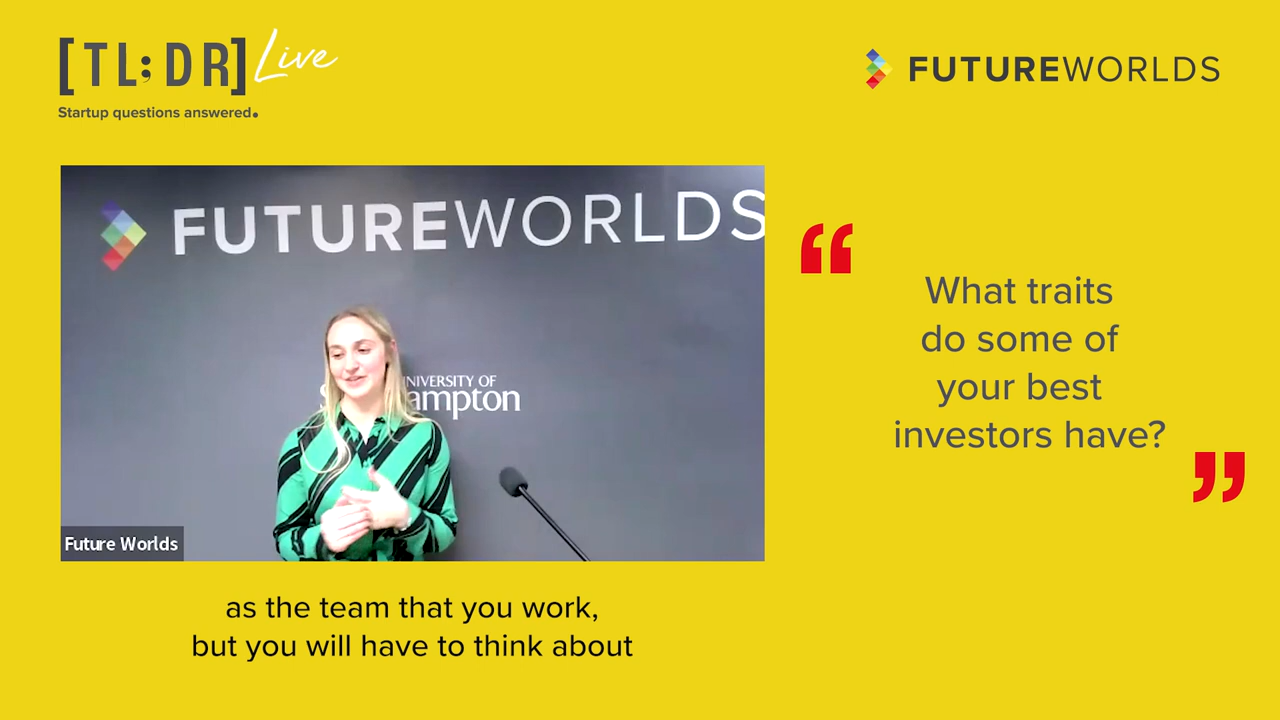 [TL;DR] Live
Startup questions answered.
FUTUREWORLDS
FUTUREWORLDS
UNIVERSITY OF
S ampton
Future Worlds
“
What traits
do some of
your best
investors have?
”
as the team that you work,
but you will have to think about